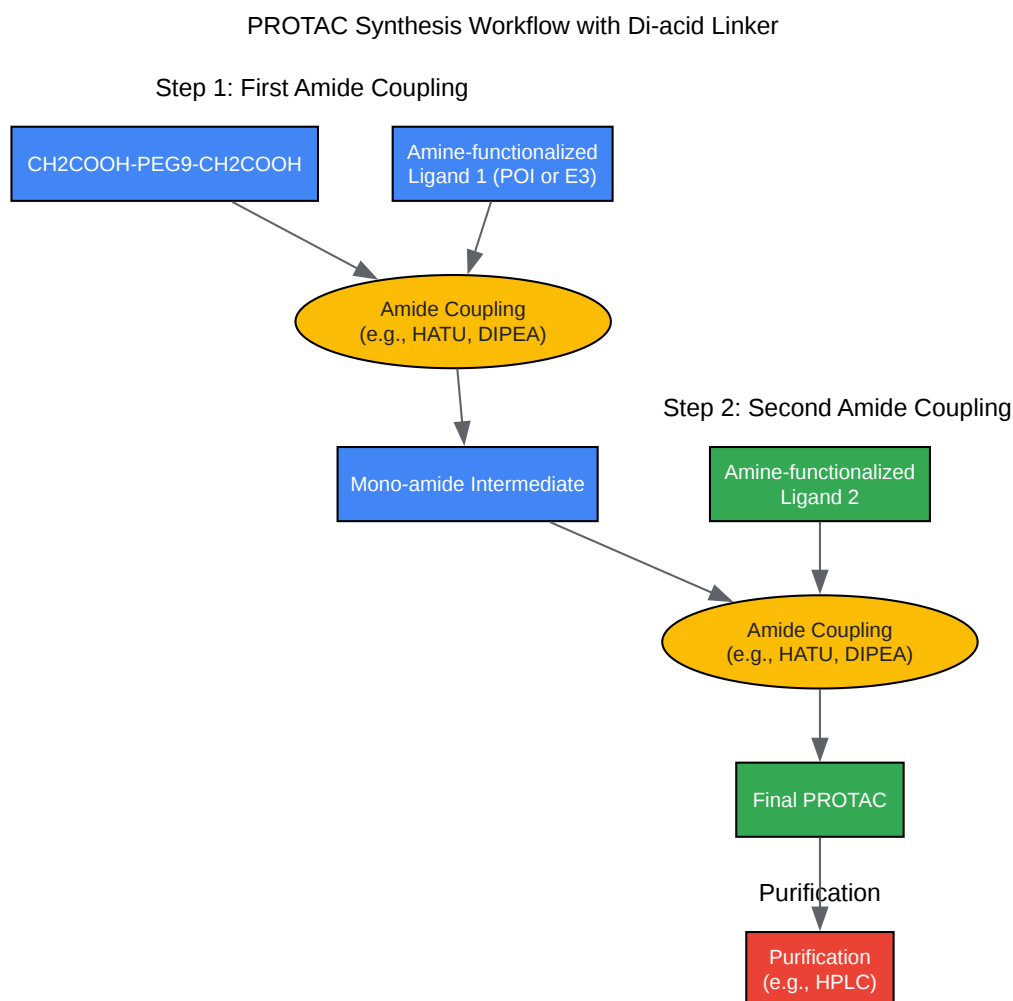 PROTAC Synthesis Workflow with Di-acid Linker
Step 1: First Amide Coupling
CH2COOH-PEG9-CH2COOH
Amine-functionalized
Ligand 1 (POI or E3)
Amide Coupling
(e.g., HATU, DIPEA)
Step 2: Second Amide Coupling
Mono-amide Intermediate
Amine-functionalized
Ligand 2
Amide Coupling
(e.g., HATU, DIPEA)
Final PROTAC
Purification
Purification
(e.g., HPLC)